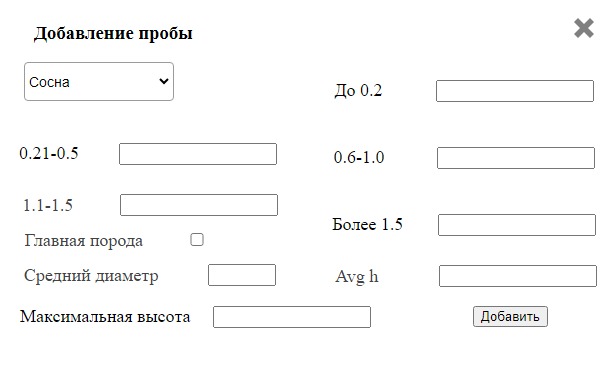 Добавление пробы
Сосна
До 0.2
0.21-0.5
0.6-1.0
1.1-1.5
Более 1.5
Главная порода
Средний диаметр
Avg h
Максимальная высота
Добавить